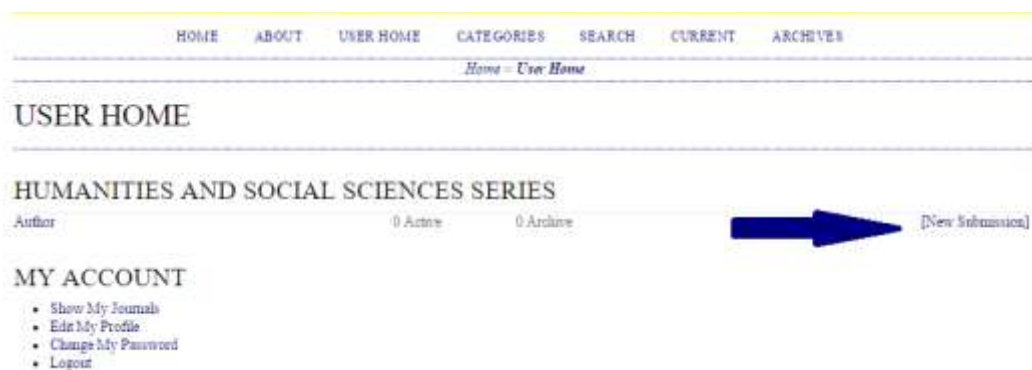 HOME ABOUT USER HOME CATEGORIES SEARCH CURRENT ARCHIVES
Home > User Home
USER HOME
HUMANITIES AND SOCIAL SCIENCES SERIES
Author 0 Active 0 Archive [New Submission]
MY ACCOUNT
Show My Journals
Edit My Profile
Change My Password
Logout